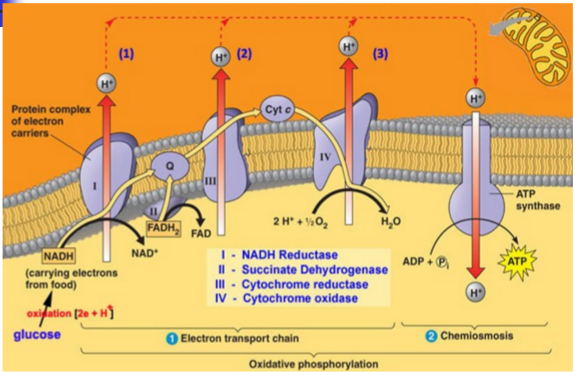 (1)
(2)
(3)
H⁺
H⁺
H⁺
H⁺
Protein complex
of electron
carriers
Cyt c
Q
I
II
III
IV
FADH₂
FAD
2 H⁺ + ½ O₂
H₂O
ATP
synthase
NADH
NAD⁺
(carrying electrons
from food)
ADP + Pi
ATP
H⁺
I - NADH Reductase
II - Succinate Dehydrogenase
III - Cytochrome reductase
IV - Cytochrome oxidase
oxidation [2e + H⁺]
glucose
1 Electron transport chain
2 Chemiosmosis
Oxidative phosphorylation